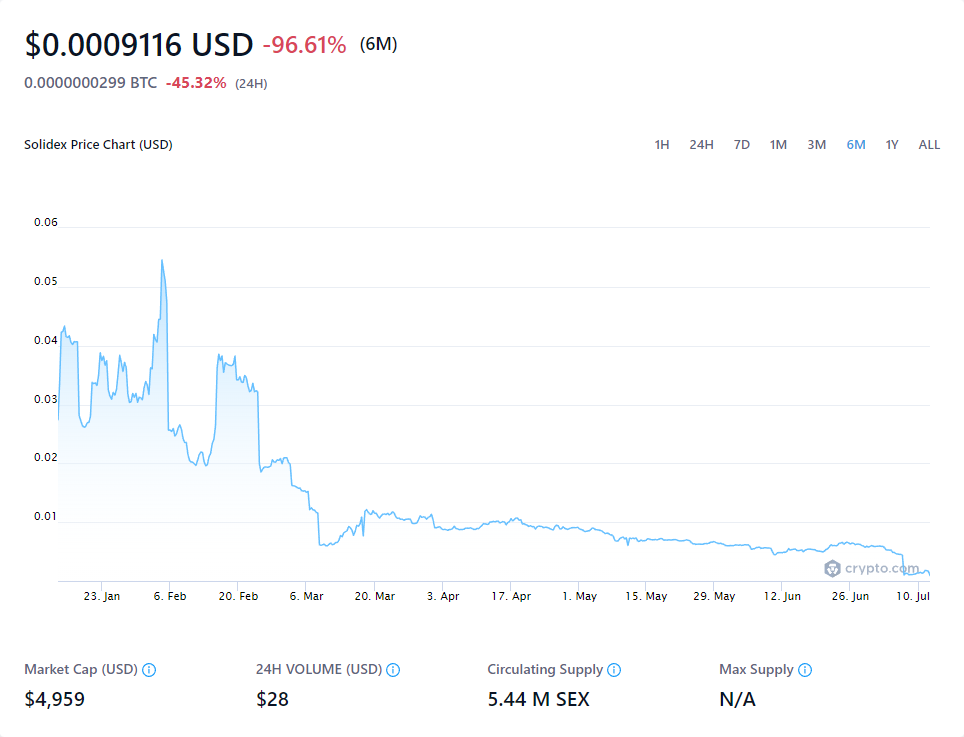 $0.0009116 USD -96.61% (6M)
0.0000000299 BTC -45.32% (24H)
Solidex Price Chart (USD) 1H 24H 7D 1M 3M 6M 1Y ALL
0.06
0.05
0.04
0.03
0.02
0.01
crypto.com
23. Jan 6. Feb 20. Feb 6. Mar 20. Mar 3. Apr 17. Apr 1. May 15. May 29. May 12. Jun 26. Jun 10. Jul
Market Cap (USD) 24H VOLUME (USD) Circulating Supply Max Supply
$4,959 $28 5.44 M SEX N/A